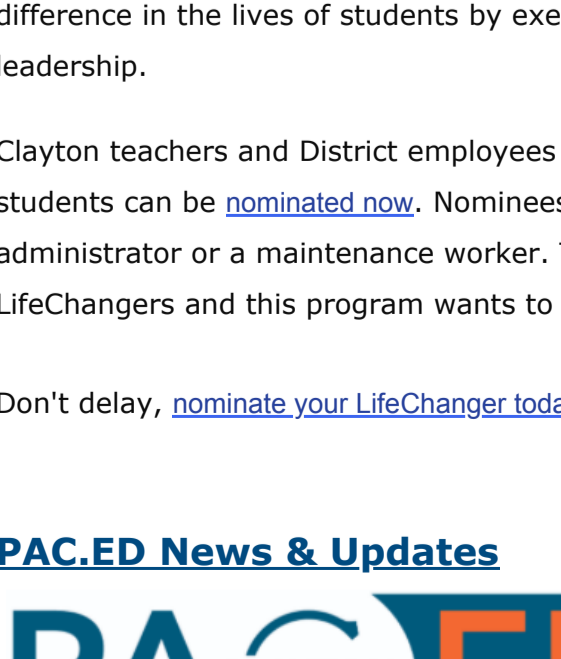 difference in the lives of students by exe
leadership.
Clayton teachers and District employees
students can be nominated now. Nominees
administrator or a maintenance worker. T
LifeChangers and this program wants to
Don't delay, nominate your LifeChanger toda
PAC.ED News & Updates
PAC.E